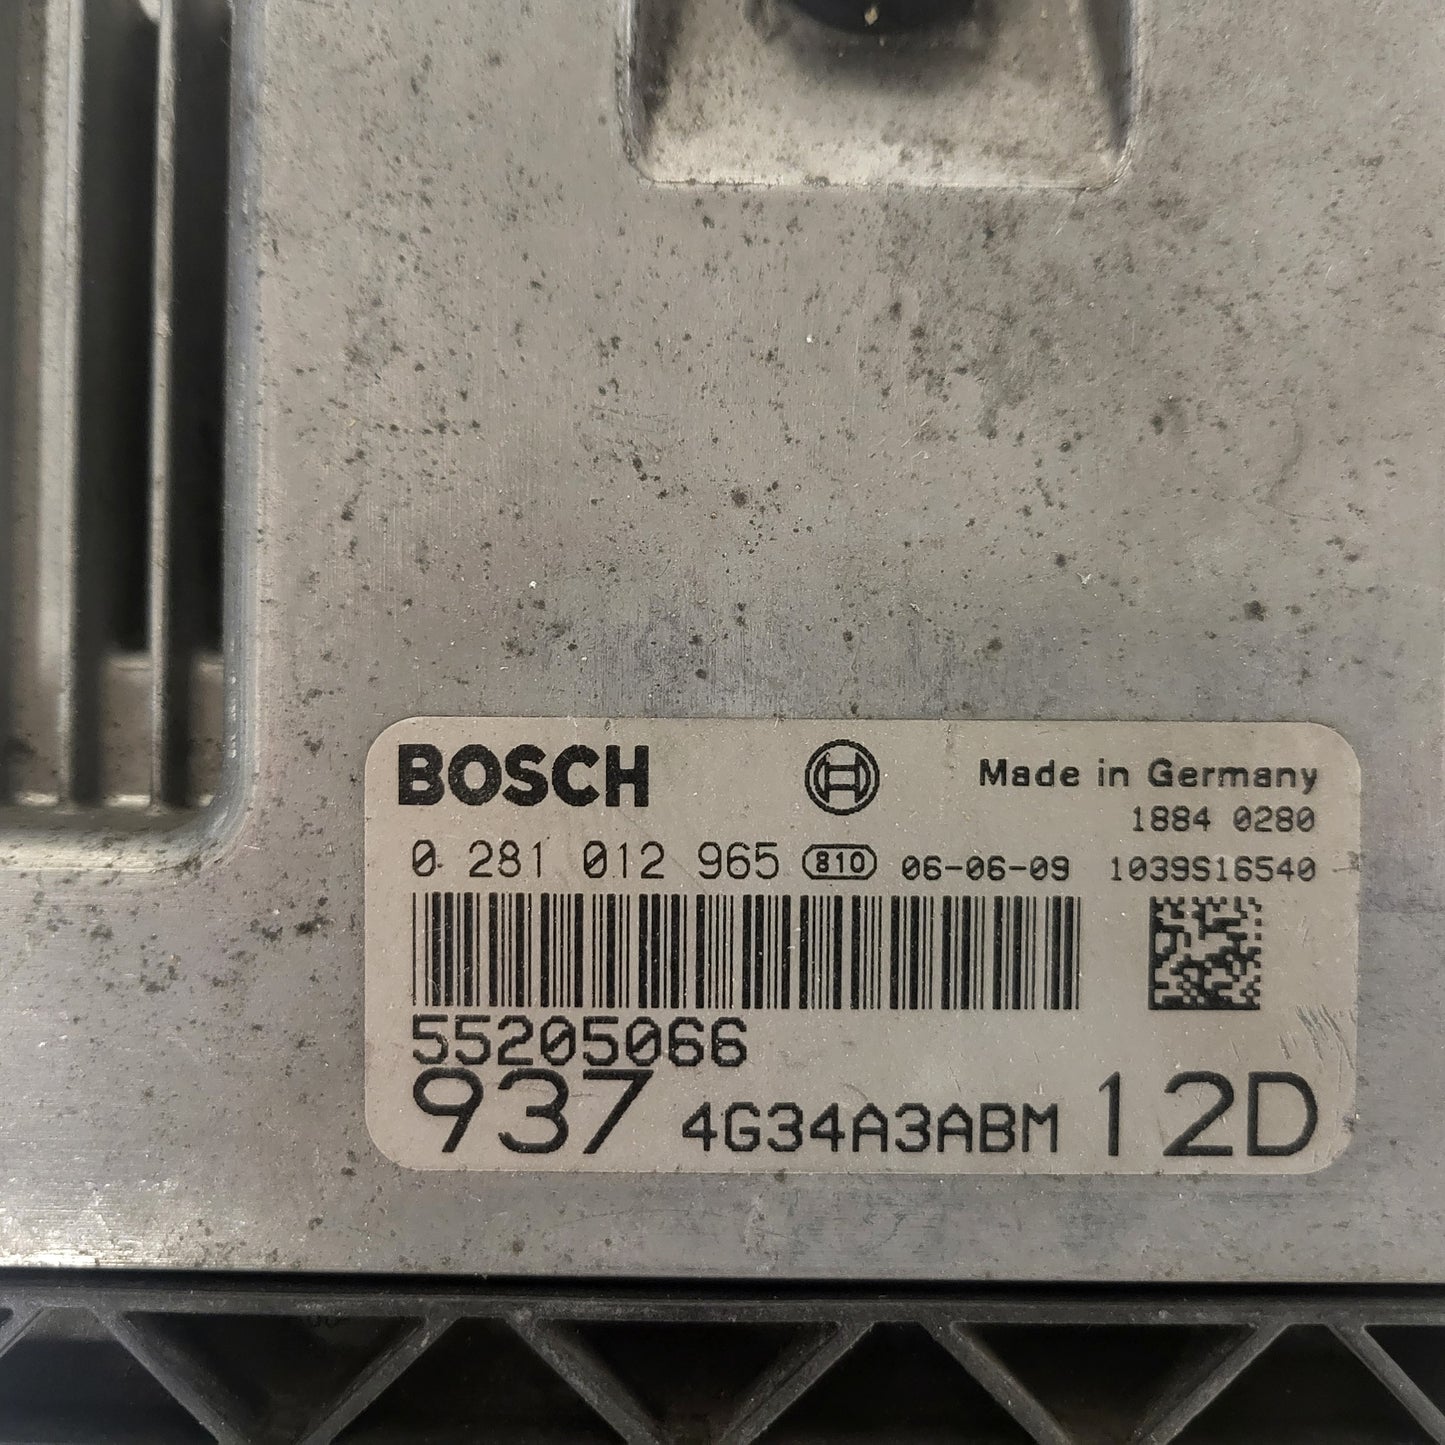 BOSCH
Made in Germany
1884 0280
0 281 012 965 810 06-06-09 1039S16540
55205066
937 4G34A3ABM 12D